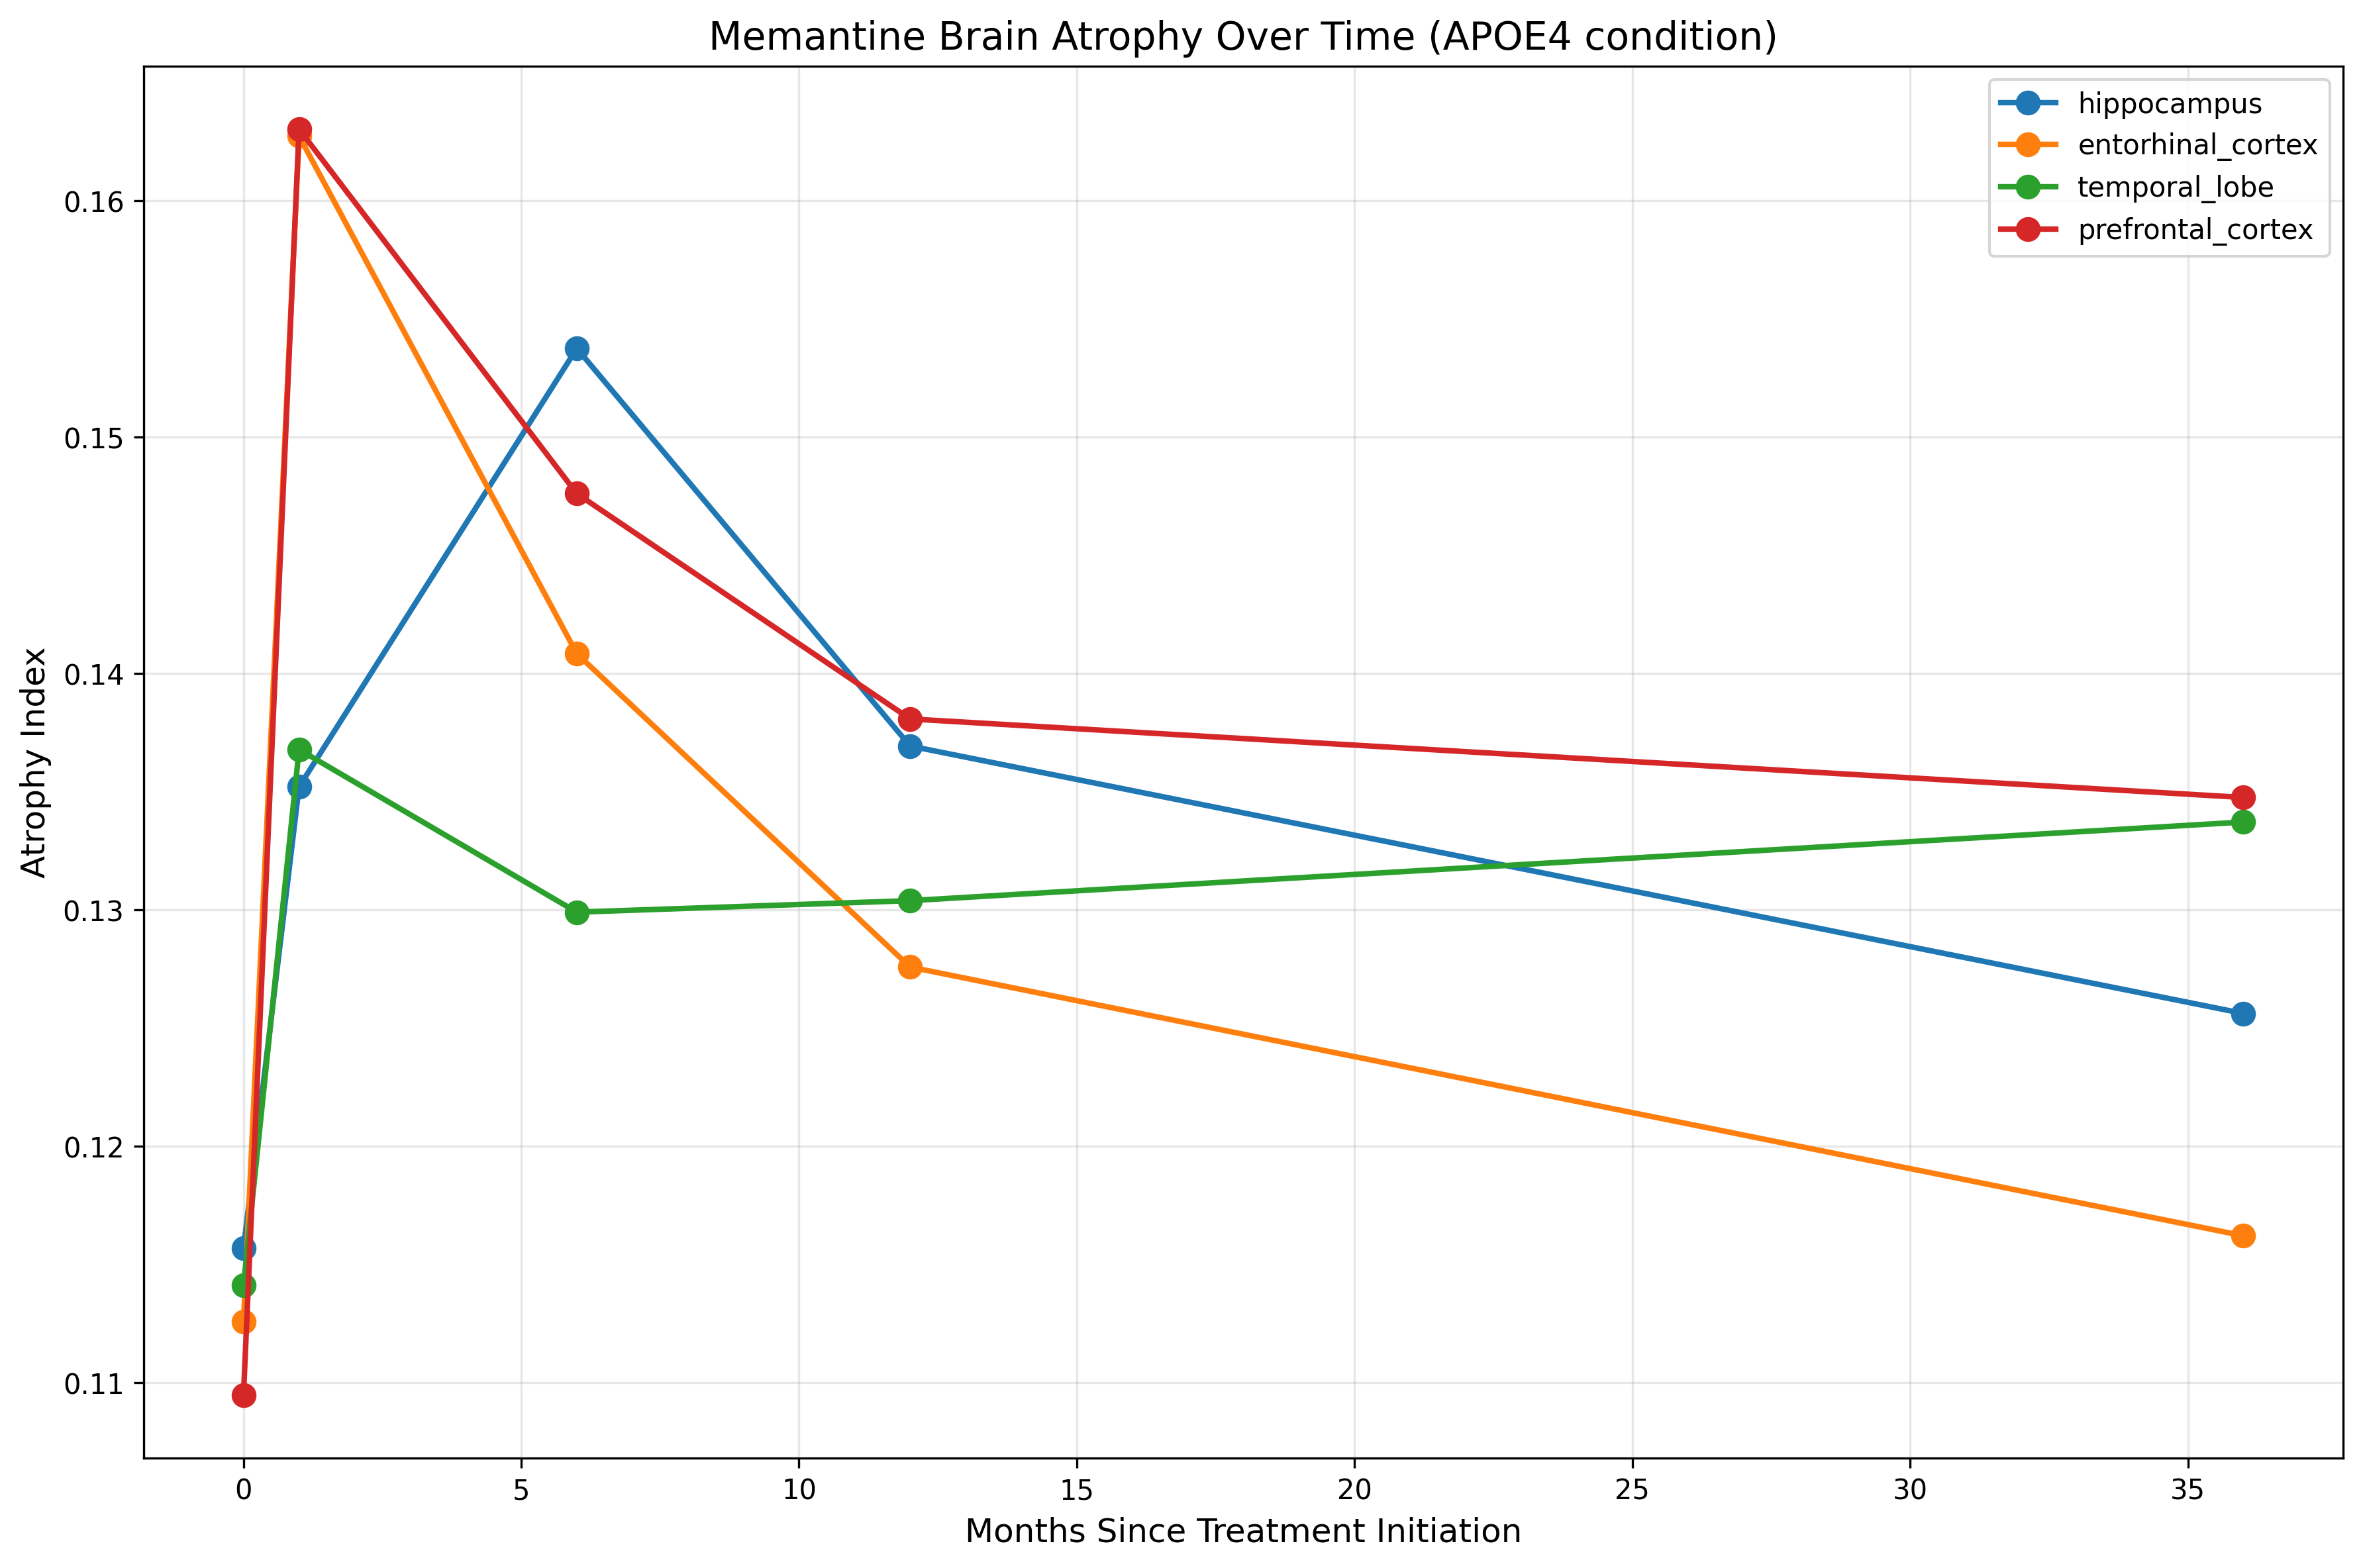 Memantine Brain Atrophy Over Time (APOE4 condition)
hippocampus
entorhinal_cortex
temporal_lobe
prefrontal_cortex
Atrophy Index
0.16
0.15
0.14
0.13
0.12
0.11
0 5 10 15 20 25 30 35
Months Since Treatment Initiation